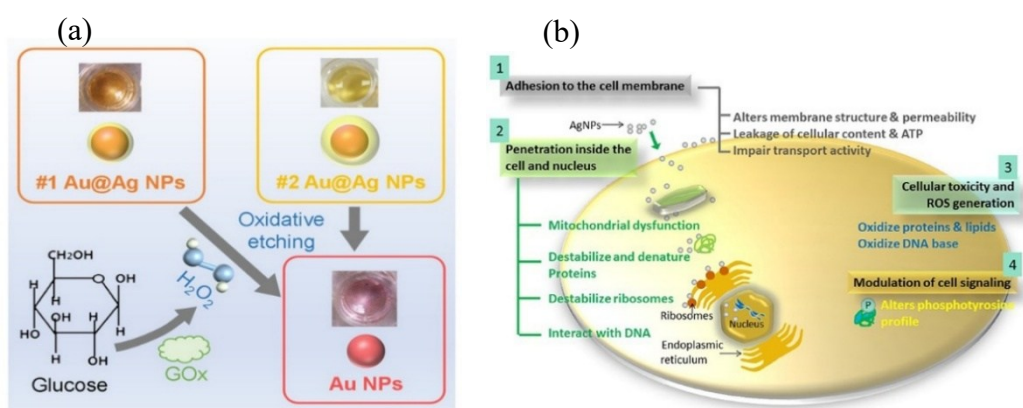 (a)
#1 Au@Ag NPs
#2 Au@Ag NPs
Oxidative
etching
H₂O₂
CH₂OH
H
O
OH
H
OH
H
HO
H
H
OH
Glucose
GOx
Au NPs
(b)
1
Adhesion to the cell membrane
AgNPs
Alters membrane structure & permeability
Leakage of cellular content & ATP
Impair transport activity
2
Penetration inside the
cell and nucleus
Mitochondrial dysfunction
Destabilize and denature
Proteins
Destabilize ribosomes
Interact with DNA
Ribosomes
Nucleus
Endoplasmic
reticulum
3
Cellular toxicity and
ROS generation
Oxidize proteins & lipids
Oxidize DNA base
4
Modulation of cell signaling
P
Alters phosphotyrosine
profile